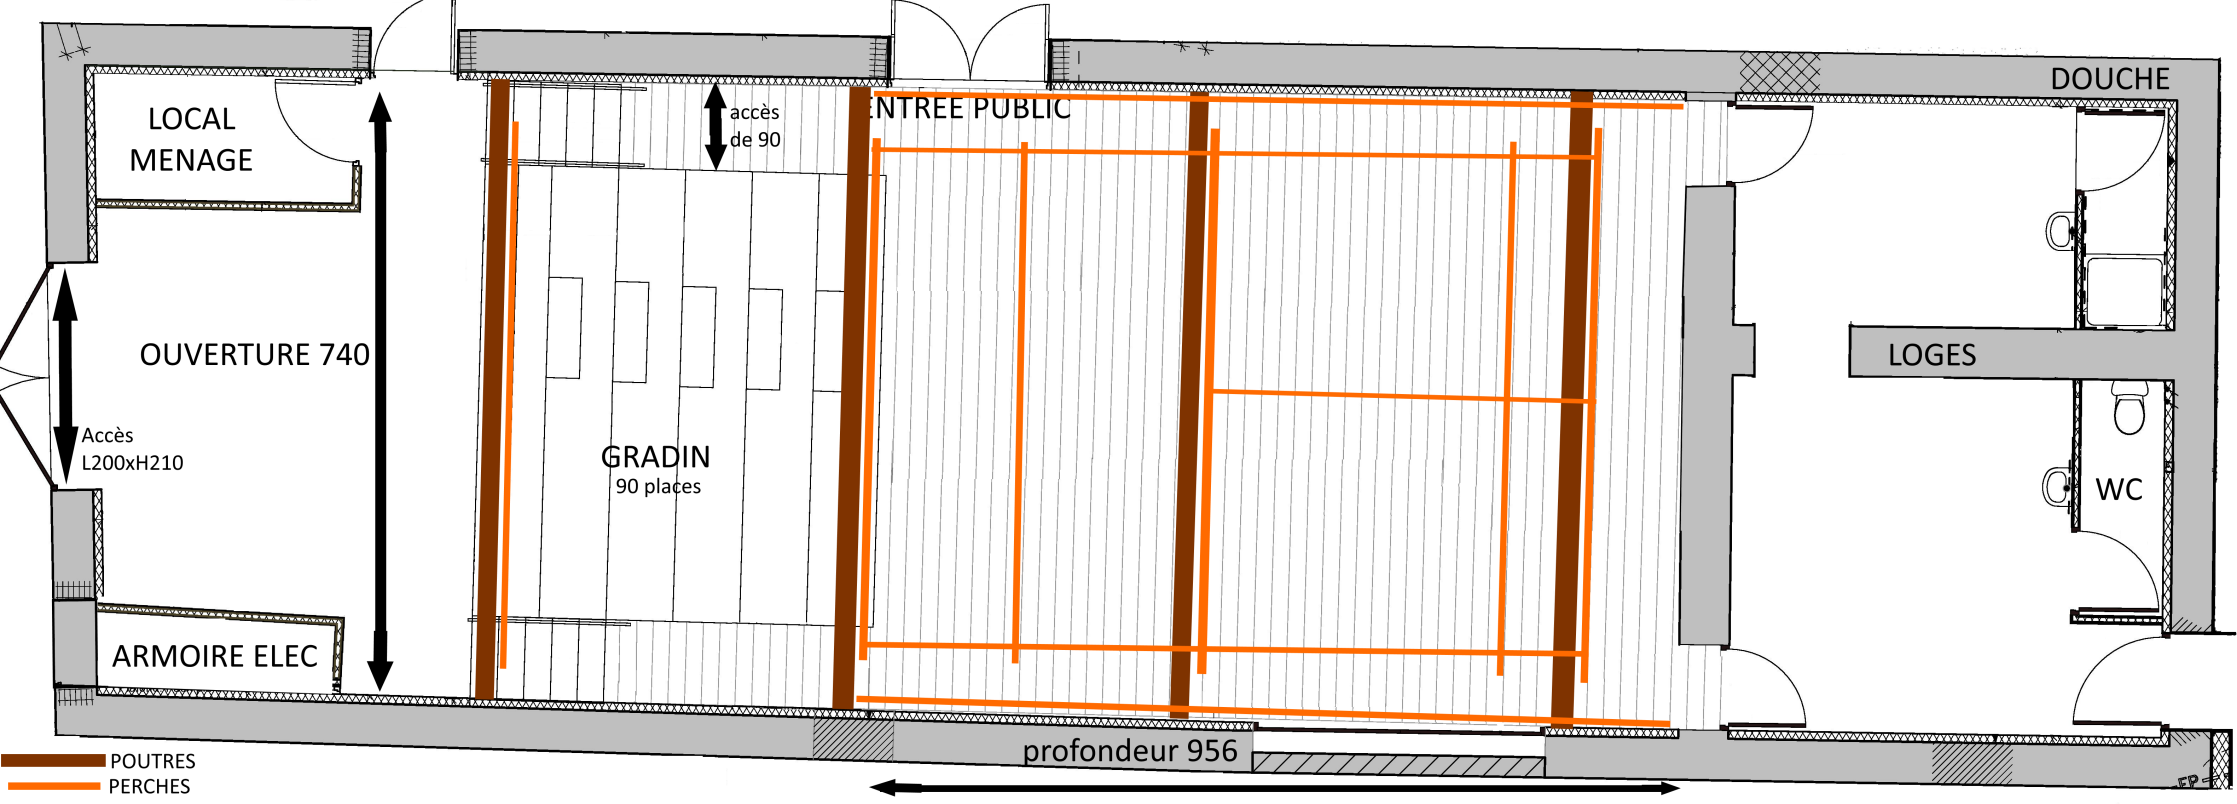 DOUCHE
LOCAL
MENAGE
accès
de 90
ENTREE PUBLIC
OUVERTURE 740
LOGES
Accès
L200xH210
GRADIN
90 places
WC
ARMOIRE ELEC
profondeur 956
POUTRES
PERCHES
EP